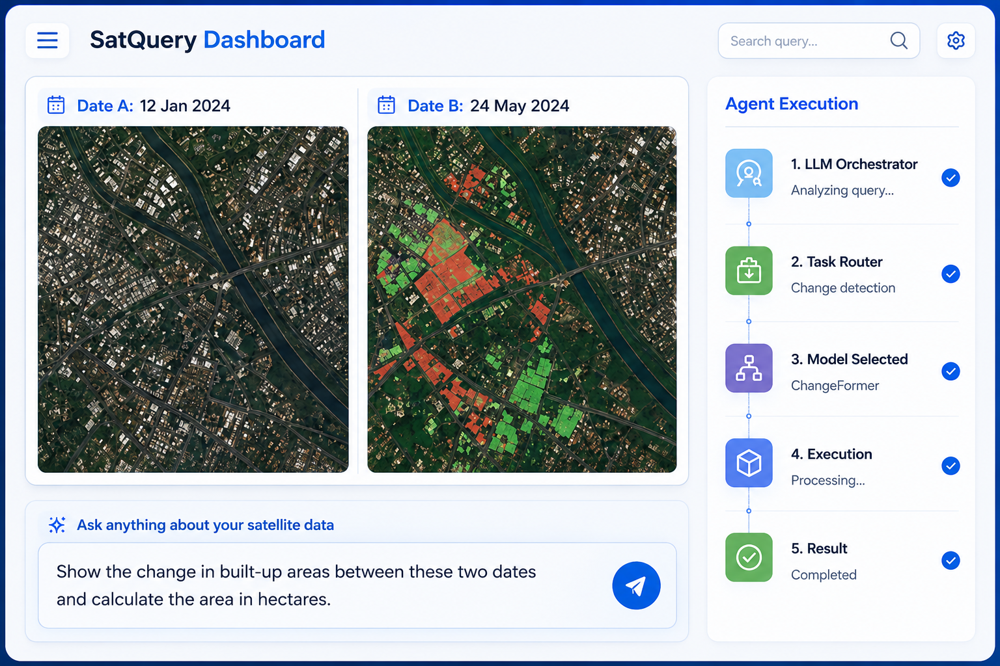 SatQuery Dashboard
Search query...
Date A: 12 Jan 2024
Date B: 24 May 2024
Agent Execution
1. LLM Orchestrator
Analyzing query...
2. Task Router
Change detection
3. Model Selected
ChangeFormer
4. Execution
Processing...
5. Result
Completed
Ask anything about your satellite data
Show the change in built-up areas between these two dates
and calculate the area in hectares.